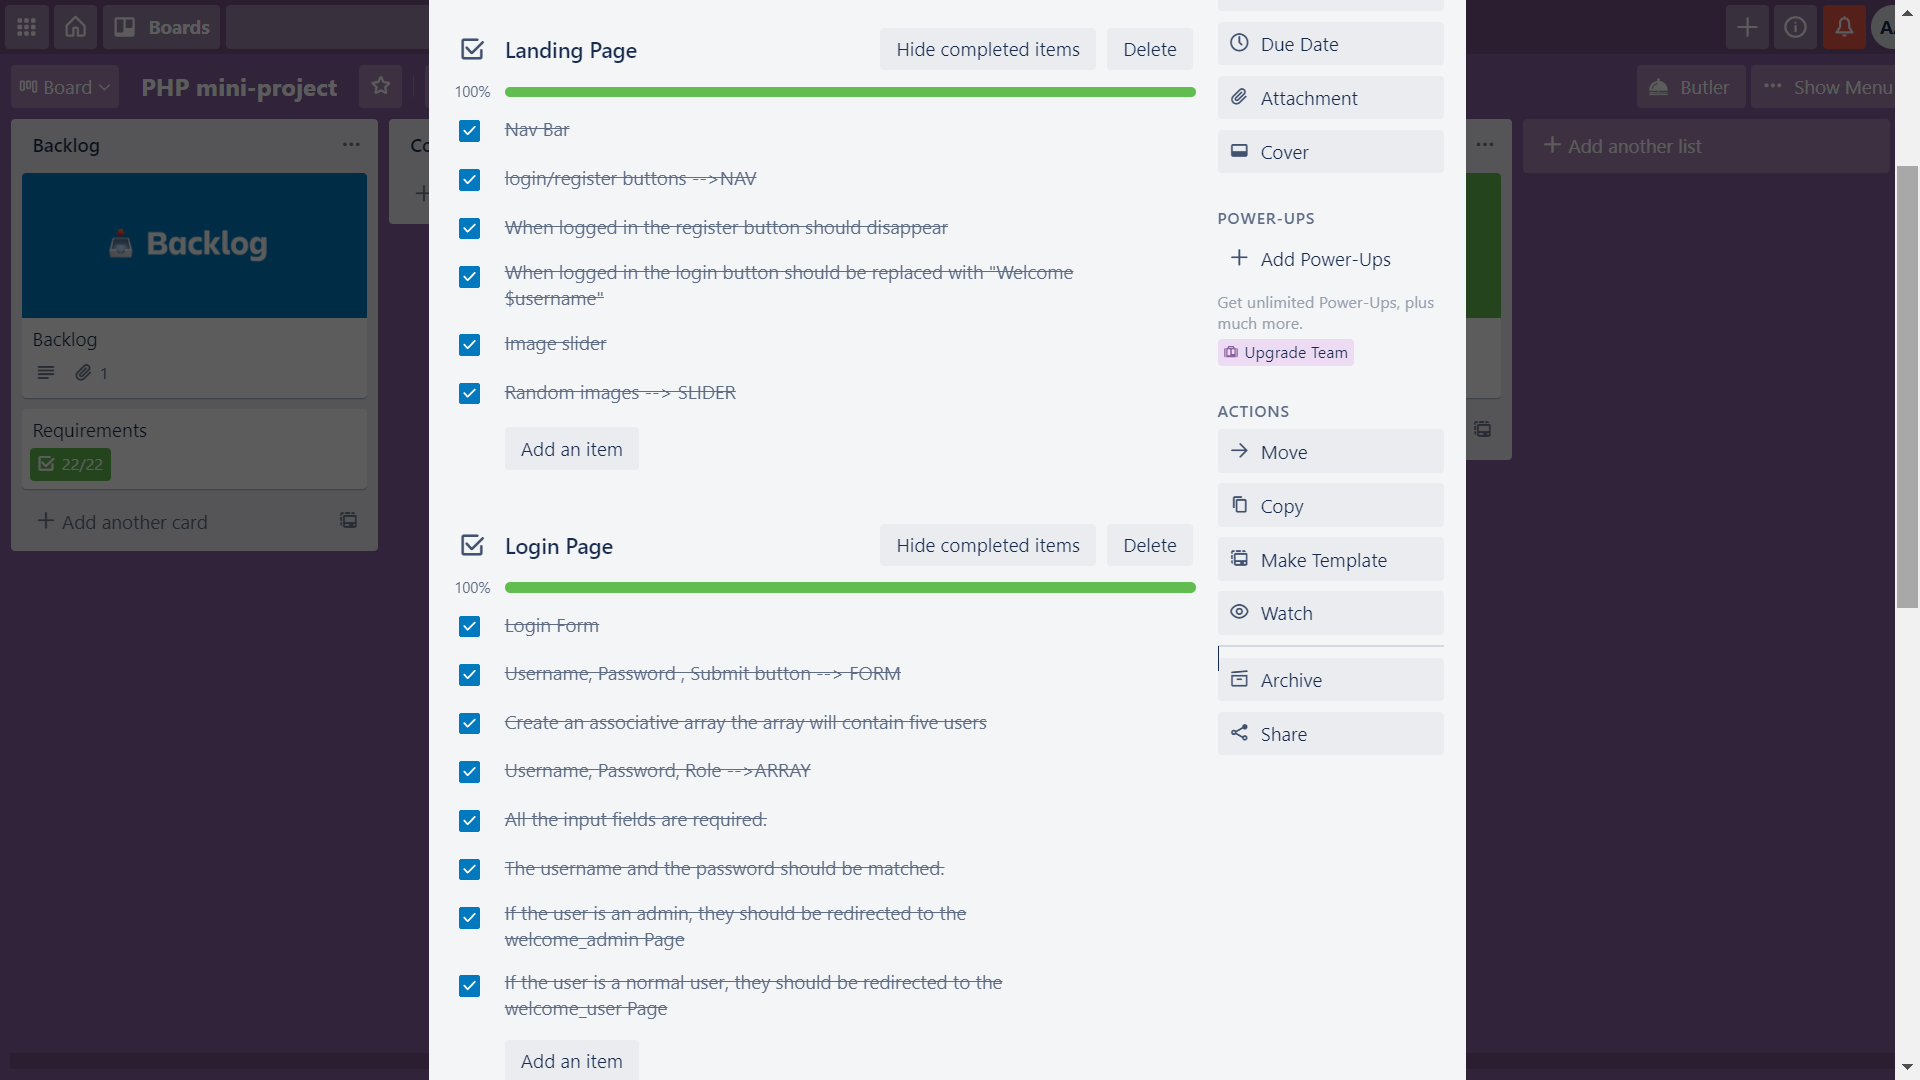 Boards
Board
PHP mini-project
Butler
Show Menu
Backlog
Backlog
Backlog
1
Requirements
22/22
Add another card
Add another list
Landing Page
Hide completed items
Delete
100%
Nav Bar
login/register buttons -->NAV
When logged in the register button should disappear
When logged in the login button should be replaced with "Welcome
$username"
Image slider
Random images --> SLIDER
Add an item
Login Page
Hide completed items
Delete
100%
Login Form
Username, Password , Submit button --> FORM
Create an associative array the array will contain five users
Username, Password, Role -->ARRAY
All the input fields are required.
The username and the password should be matched.
If the user is an admin, they should be redirected to the
welcome_admin Page
If the user is a normal user, they should be redirected to the
welcome_user Page
Add an item
Due Date
Attachment
Cover
POWER-UPS
Add Power-Ups
Get unlimited Power-Ups, plus
much more.
Upgrade Team
ACTIONS
Move
Copy
Make Template
Watch
Archive
Share